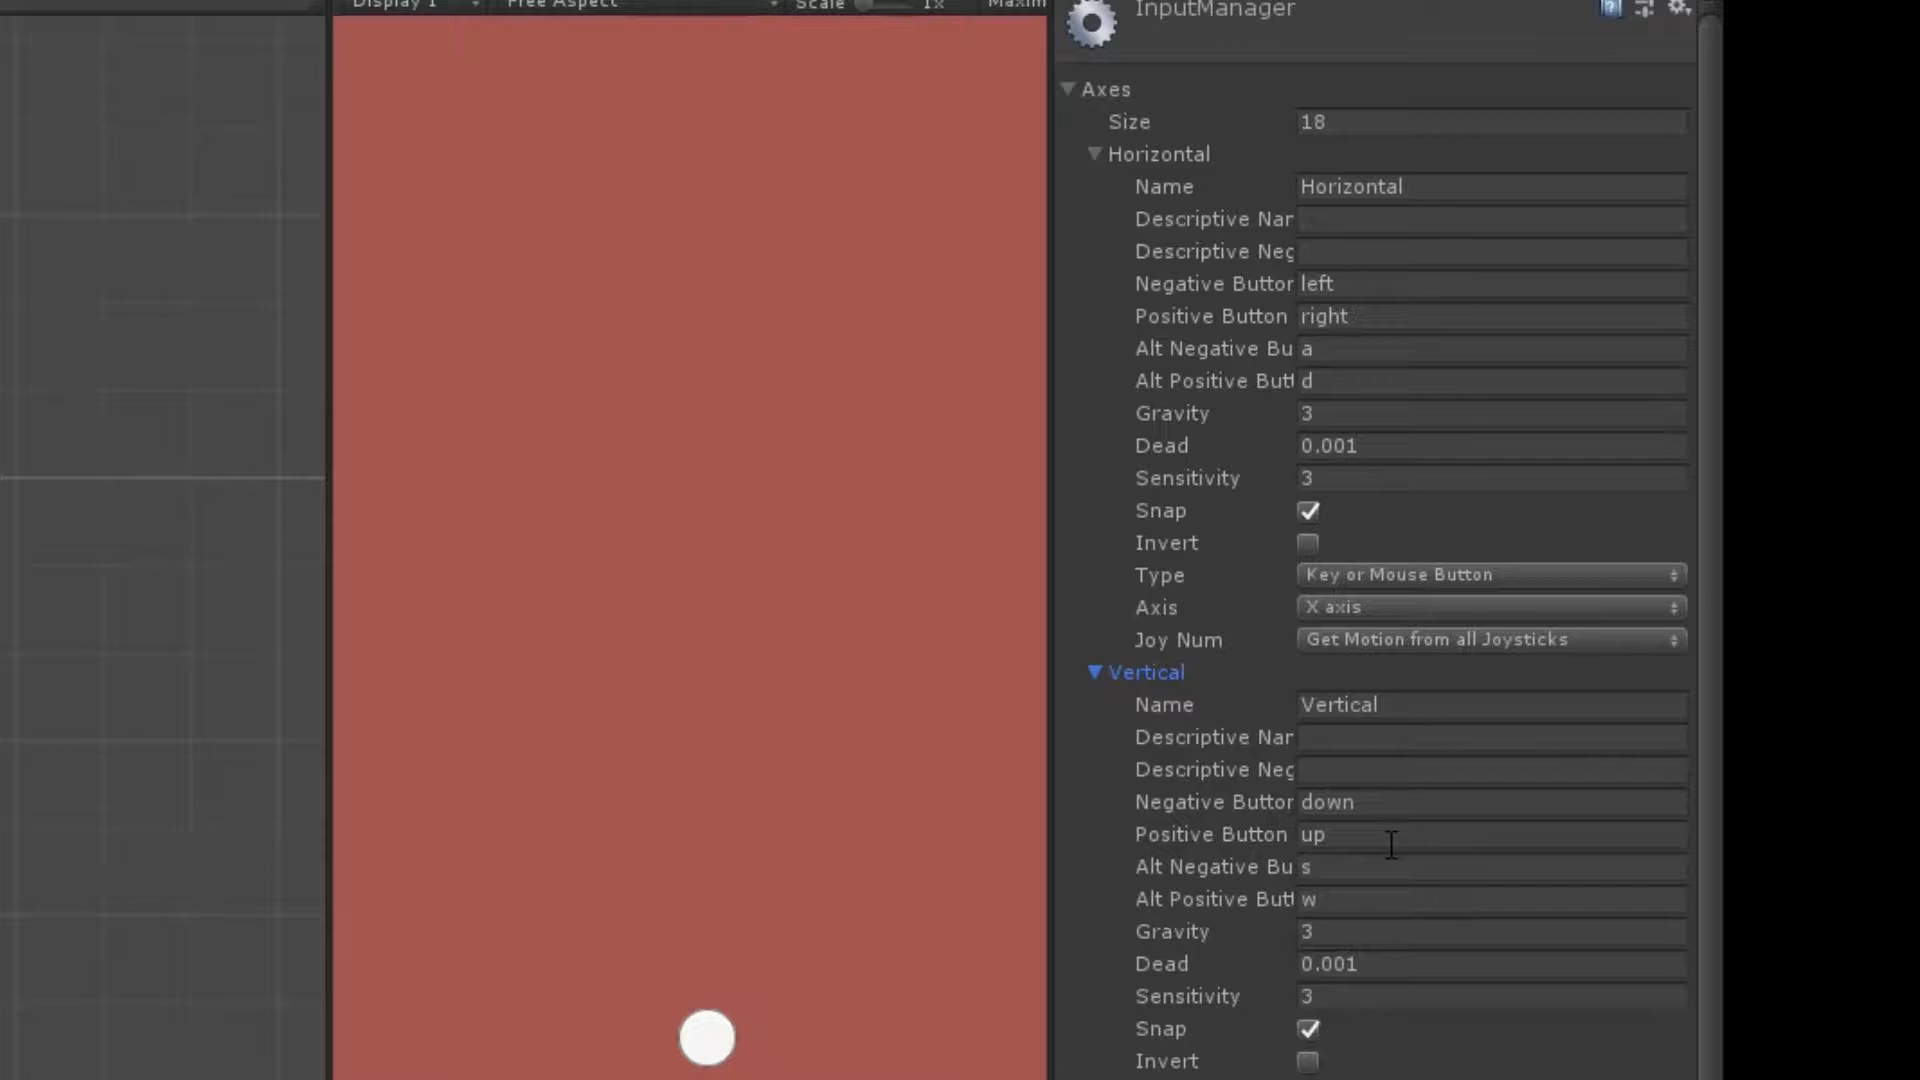 Display 1 Free Aspect Scale 1x Maxim
InputManager
Axes
Size 18
Horizontal
Name Horizontal
Descriptive Nar
Descriptive Neg
Negative Buttor left
Positive Button right
Alt Negative Bu a
Alt Positive Butt d
Gravity 3
Dead 0.001
Sensitivity 3
Snap
Invert
Type Key or Mouse Button
Axis X axis
Joy Num Get Motion from all Joysticks
Vertical
Name Vertical
Descriptive Nar
Descriptive Neg
Negative Buttor down
Positive Button up
Alt Negative Bu s
Alt Positive Butt w
Gravity 3
Dead 0.001
Sensitivity 3
Snap
Invert